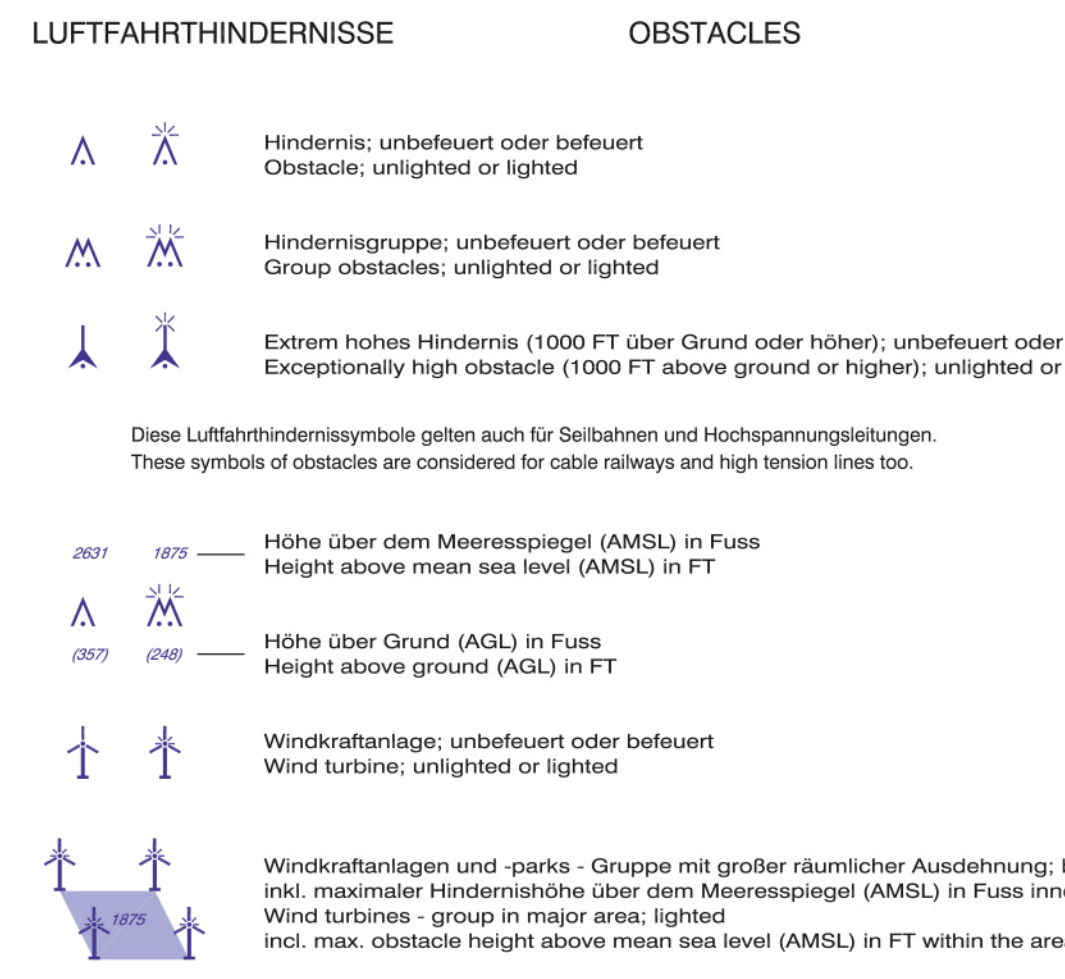 LUFTFAHRTHINDERNISSE OBSTACLES
Hindernis; unbefeuert oder befeuert
Obstacle; unlighted or lighted
Hindernisgruppe; unbefeuert oder befeuert
Group obstacles; unlighted or lighted
Extrem hohes Hindernis (1000 FT über Grund oder höher); unbefeuert oder
Exceptionally high obstacle (1000 FT above ground or higher); unlighted or
Diese Luftfahrthindernissymbole gelten auch für Seilbahnen und Hochspannungsleitungen.
These symbols of obstacles are considered for cable railways and high tension lines too.
2631 1875 Höhe über dem Meeresspiegel (AMSL) in Fuss
Height above mean sea level (AMSL) in FT
(357) (248) Höhe über Grund (AGL) in Fuss
Height above ground (AGL) in FT
Windkraftanlage; unbefeuert oder befeuert
Wind turbine; unlighted or lighted
Windkraftanlagen und -parks - Gruppe mit großer räumlicher Ausdehnung;
inkl. maximaler Hindernishöhe über dem Meeresspiegel (AMSL) in Fuss
1875 Wind turbines - group in major area; lighted
incl. max. obstacle height above mean sea level (AMSL) in FT within the